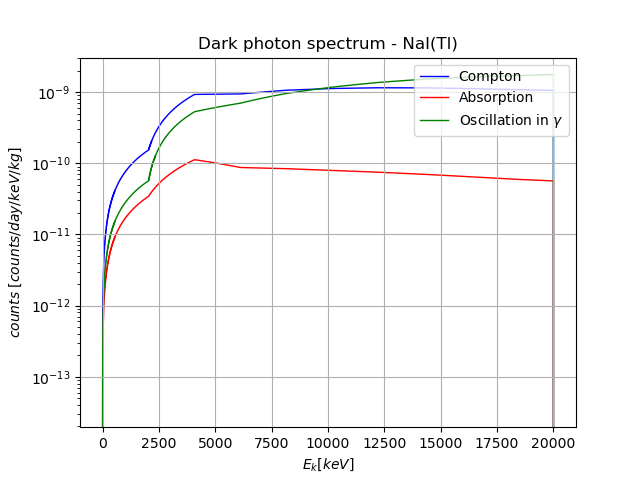 Dark photon spectrum - NaI(Tl)
Compton
Absorption
Oscillation in γ
10⁻⁹
10⁻¹⁰
10⁻¹¹
10⁻¹²
10⁻¹³
counts [counts/day/keV/kg]
0 2500 5000 7500 10000 12500 15000 17500 20000
E_k[keV]